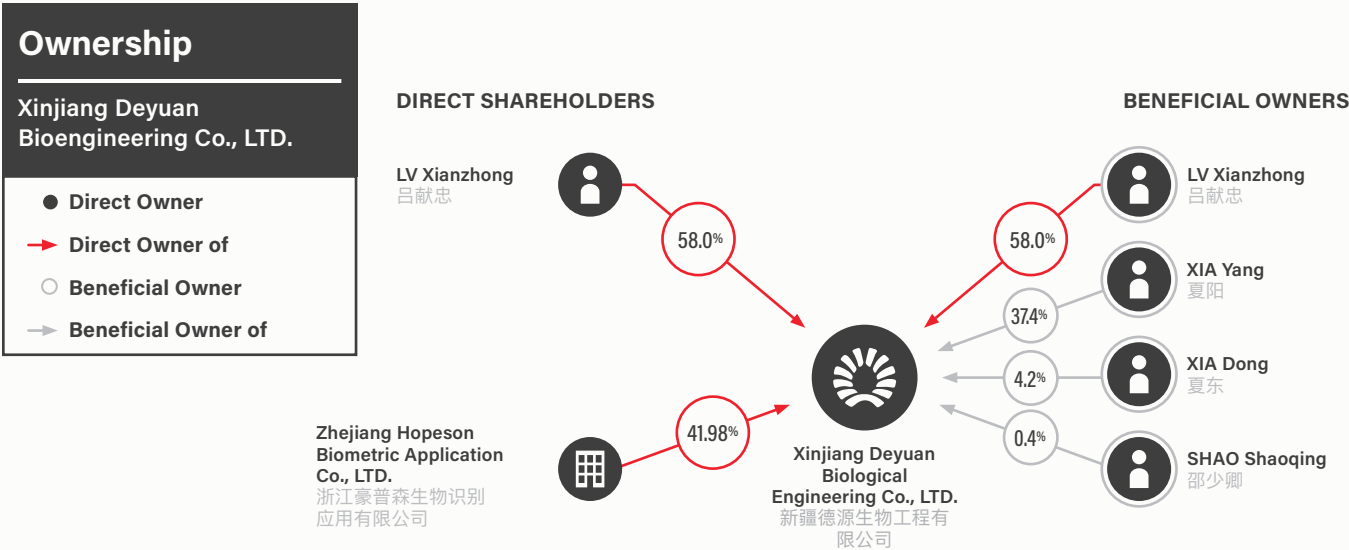 Ownership
Xinjiang Deyuan
Bioengineering Co., LTD.
Direct Owner
Direct Owner of
Beneficial Owner
Beneficial Owner of
DIRECT SHAREHOLDERS
LV Xianzhong
吕献忠
58.0%
Zhejiang Hopeson
Biometric Application
Co., LTD.
浙江豪普森生物识别
应用有限公司
41.98%
Xinjiang Deyuan
Biological
Engineering Co., LTD.
新疆德源生物工程有
限公司
BENEFICIAL OWNERS
LV Xianzhong
吕献忠
58.0%
XIA Yang
夏阳
37.4%
XIA Dong
夏东
4.2%
SHAO Shaoqing
邵少卿
0.4%